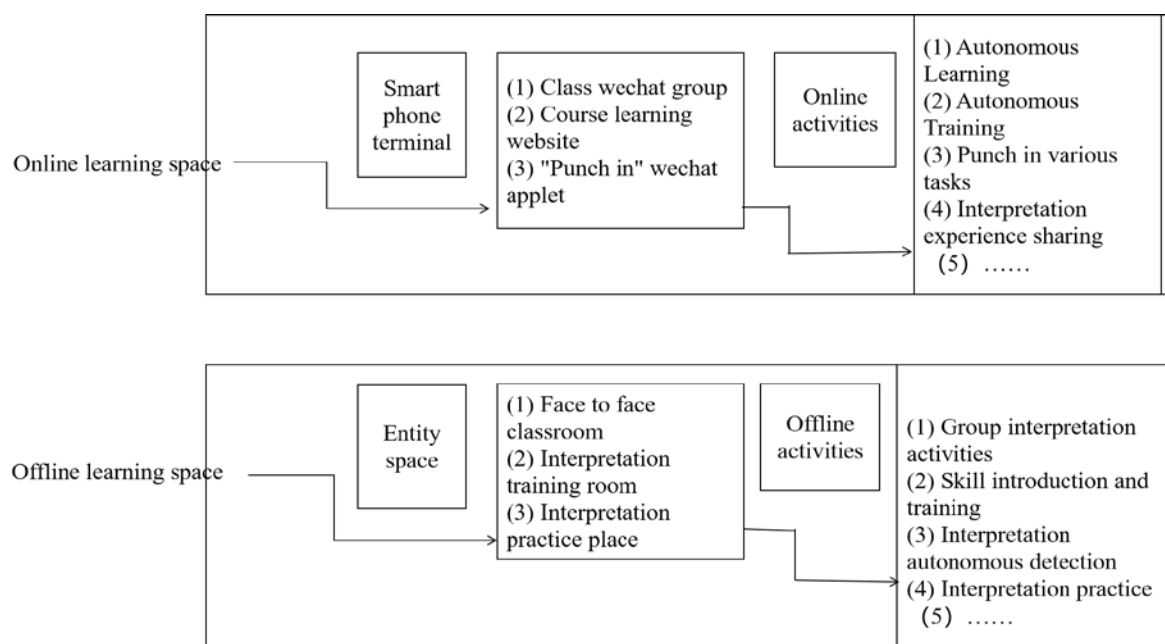 Online learning space
Smart
phone
terminal
(1) Class wechat group
(2) Course learning
website
(3) "Punch in" wechat
applet
Online
activities
(1) Autonomous
Learning
(2) Autonomous
Training
(3) Punch in various
tasks
(4) Interpretation
experience sharing
(5) ……
Offline learning space
Entity
space
(1) Face to face
classroom
(2) Interpretation
training room
(3) Interpretation
practice place
Offline
activities
(1) Group interpretation
activities
(2) Skill introduction and
training
(3) Interpretation
autonomous detection
(4) Interpretation practice
(5) ……